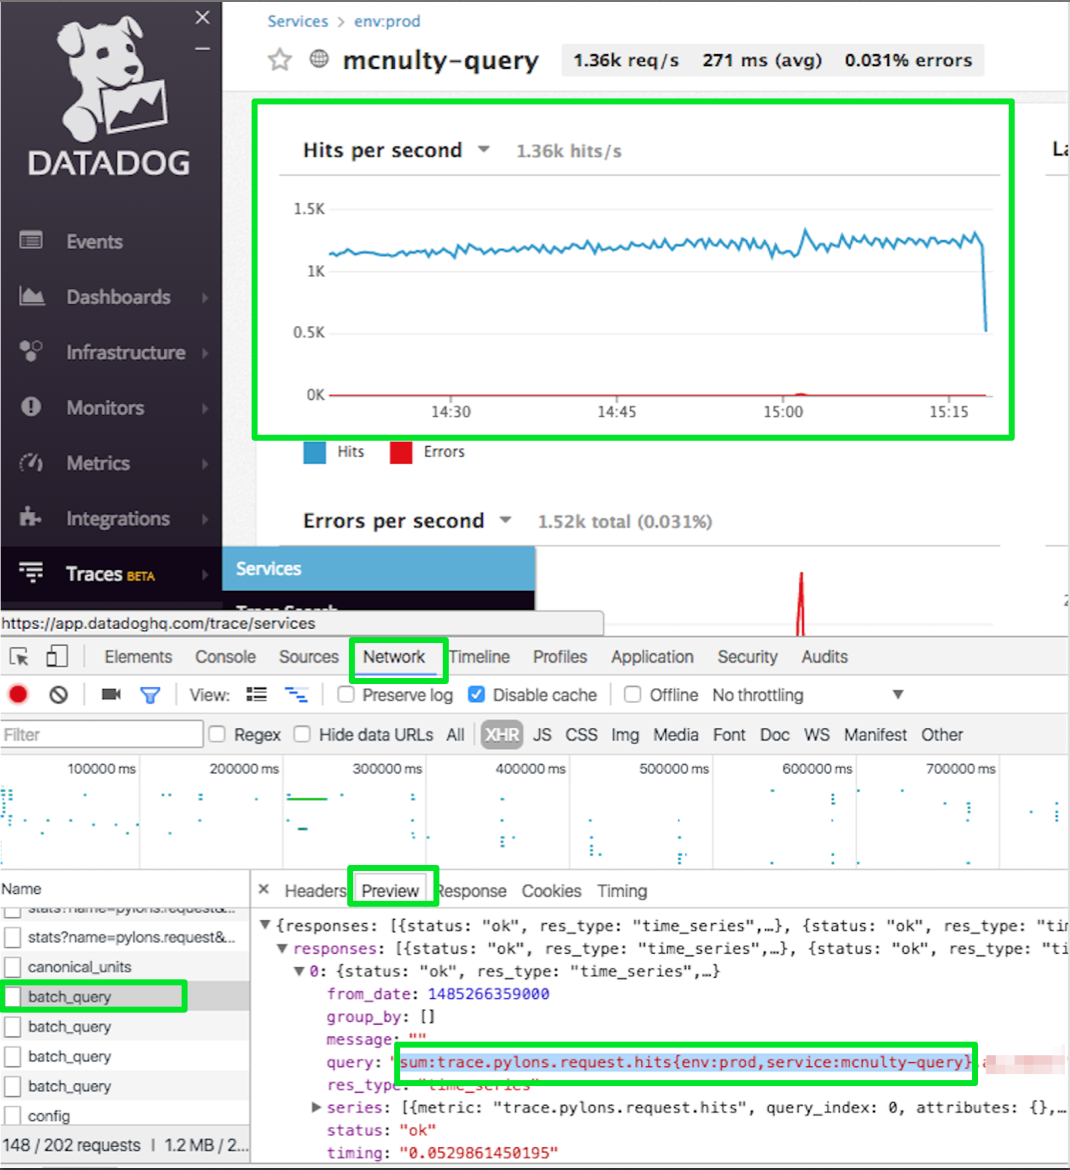 Services > env:prod
mcnulty-query 1.36k req/s 271 ms (avg) 0.031% errors
DATADOG
Events
Dashboards
Infrastructure
Monitors
Metrics
Integrations
Traces BETA
Services
Trace Search
https://app.datadoghq.com/trace/services
Hits per second 1.36k hits/s
1.5K
1K
0.5K
0K
14:30 14:45 15:00 15:15
Hits Errors
Errors per second 1.52k total (0.031%)
Elements Console Sources Network Timeline Profiles Application Security Audits
View: Preserve log Disable cache Offline No throttling
Filter Regex Hide data URLs All XHR JS CSS Img Media Font Doc WS Manifest Other
100000 ms 200000 ms 300000 ms 400000 ms 500000 ms 600000 ms 700000 ms
Name
stats?name=pylons.request&...
stats?name=pylons.request&...
canonical_units
batch_query
batch_query
batch_query
batch_query
config
148 / 202 requests | 1.2 MB / 2...
× Headers Preview Response Cookies Timing
▼{responses: [{status: "ok", res_type: "time_series",…}, {status: "ok", res_type: "tim
▼responses: [{status: "ok", res_type: "time_series",…}, {status: "ok", res_type: "ti
▼0: {status: "ok", res_type: "time_series",…}
from_date: 1485266359000
group_by: []
message: ""
query: "sum:trace.pylons.request.hits{env:prod,service:mcnulty-query}
res_type: "time_series"
▶series: [{metric: "trace.pylons.request.hits", query_index: 0, attributes: {},…
status: "ok"
timing: "0.0529861450195"